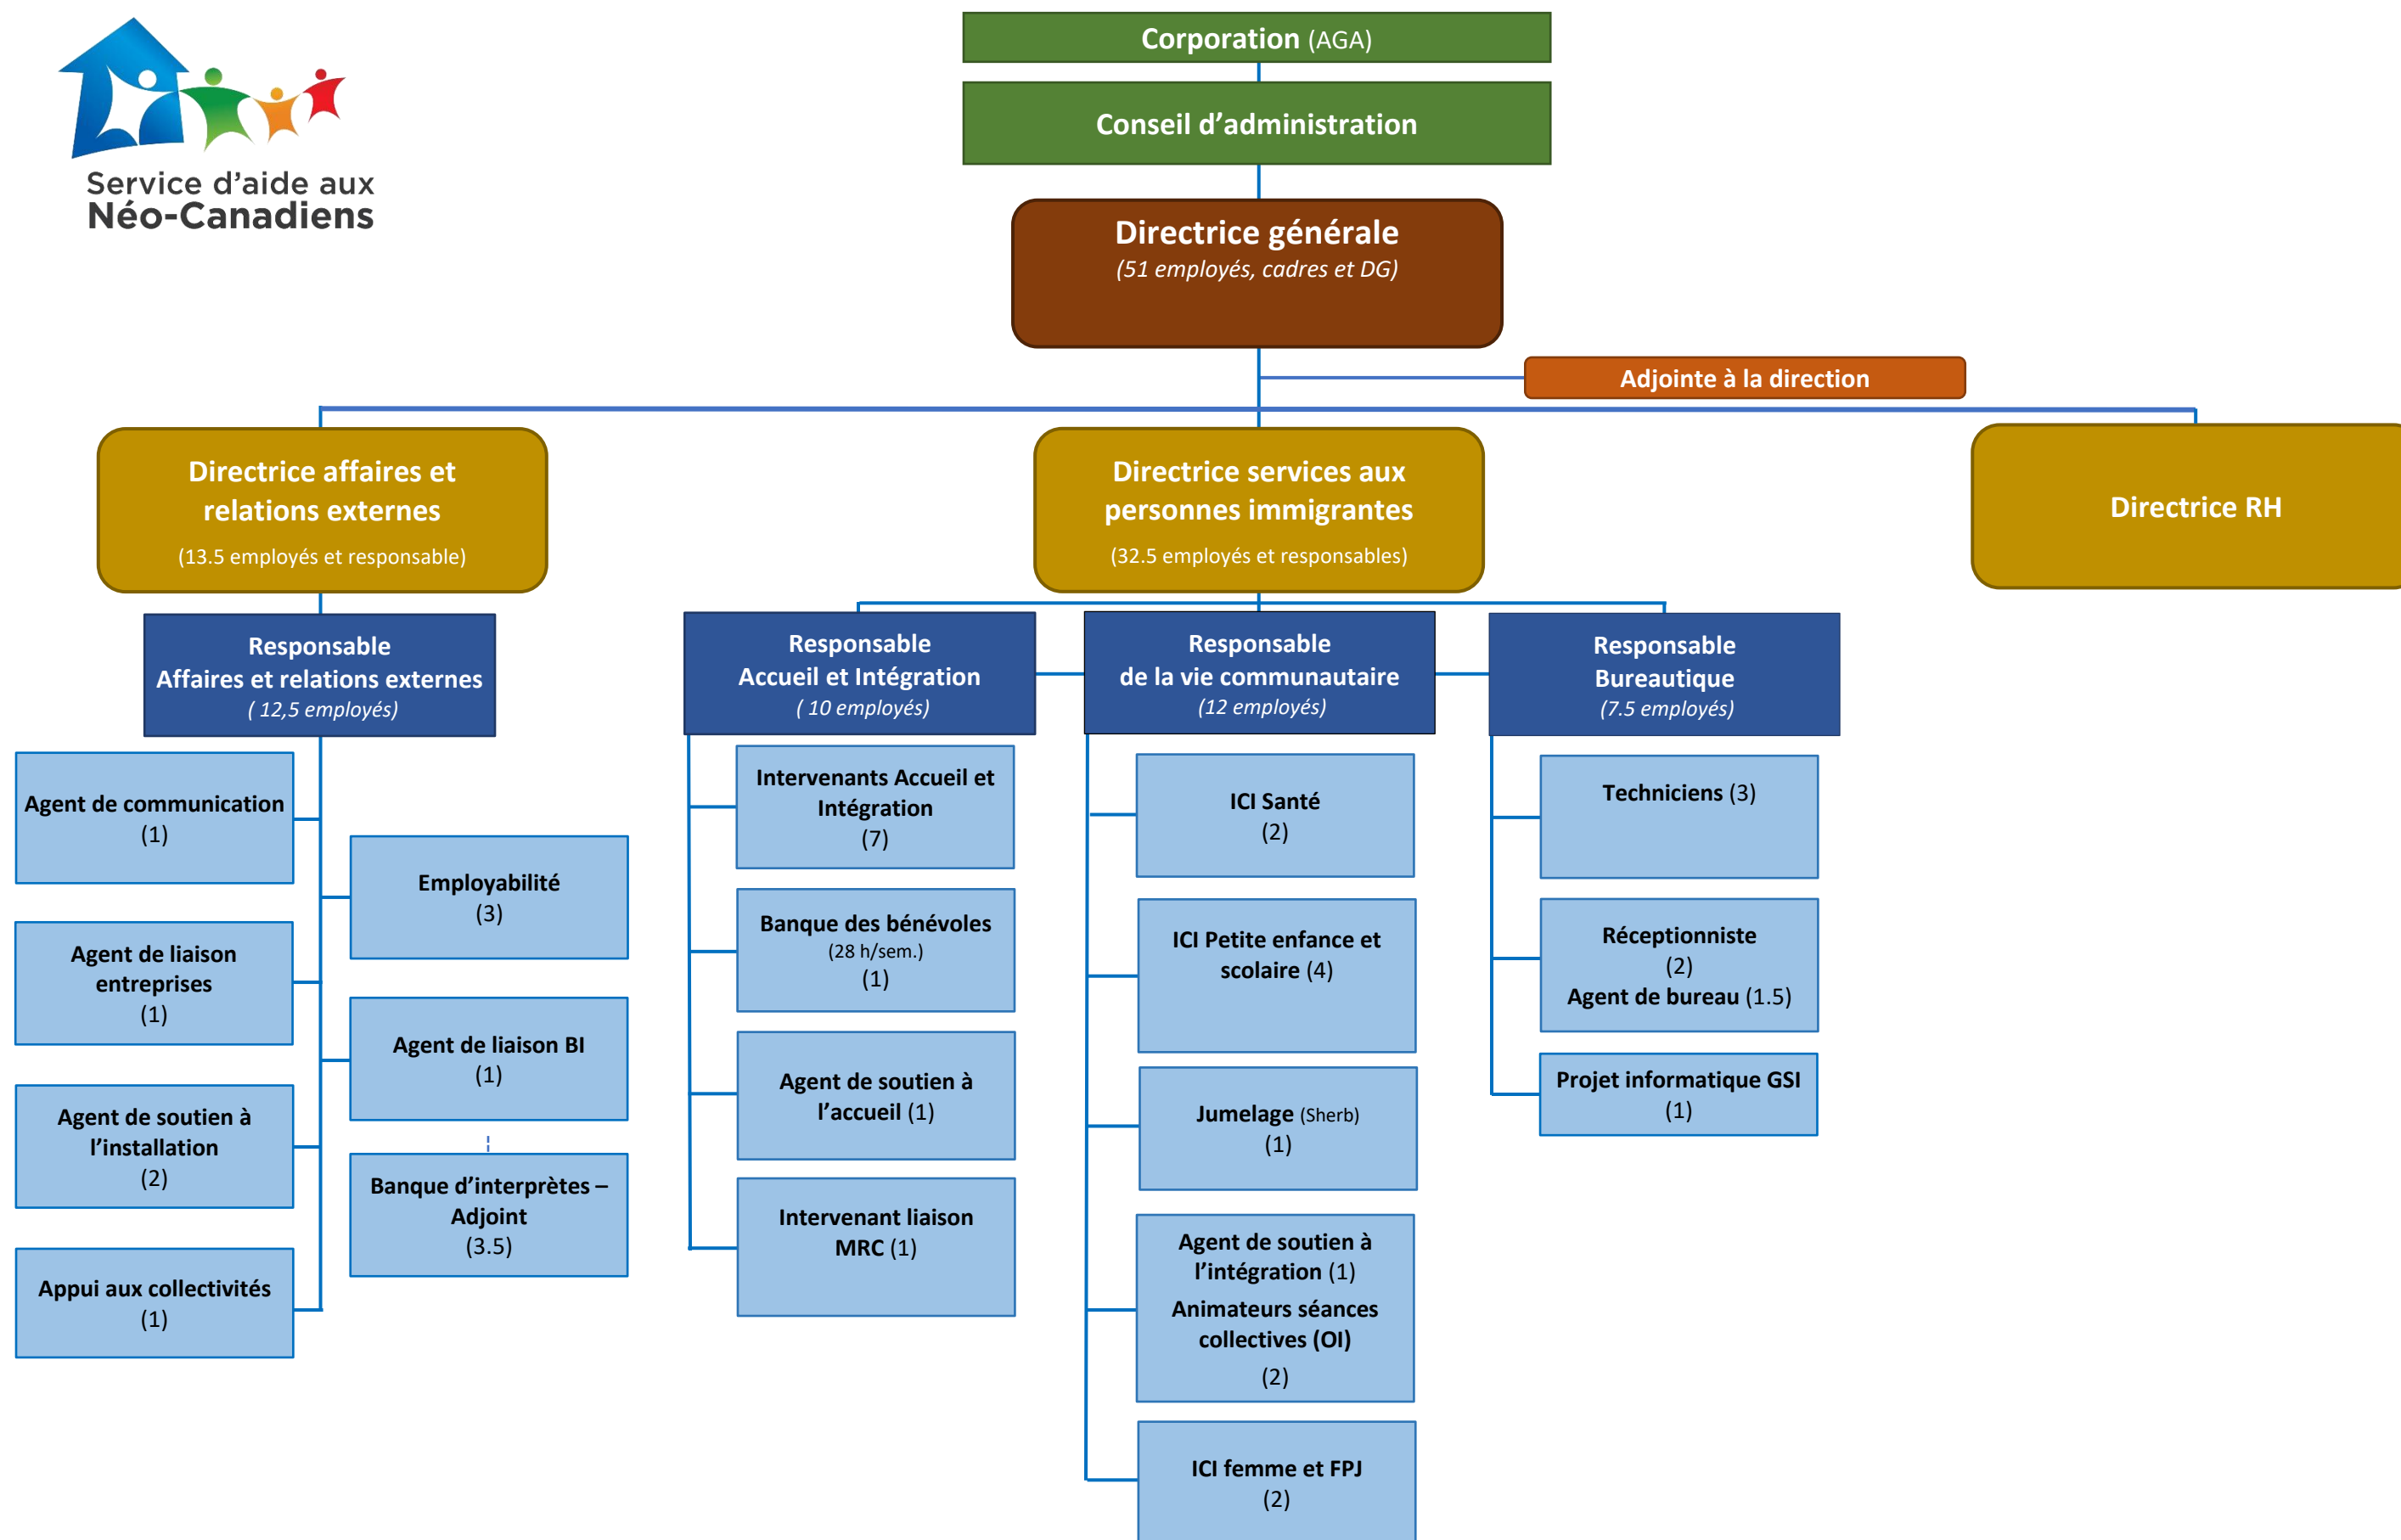 Service d'aide aux
Néo-Canadiens
Corporation (AGA)
Conseil d’administration
Directrice générale
(51 employés, cadres et DG)
Adjointe à la direction
Directrice affaires et
relations externes
(13.5 employés et responsable)
Directrice services aux
personnes immigrantes
(32.5 employés et responsables)
Directrice RH
Responsable
Affaires et relations externes
( 12,5 employés)
Responsable
Accueil et Intégration
( 10 employés)
Responsable
de la vie communautaire
(12 employés)
Responsable
Bureautique
(7.5 employés)
Agent de communication
(1)
Agent de liaison
entreprises
(1)
Agent de soutien à
l’installation
(2)
Appui aux collectivités
(1)
Employabilité
(3)
Agent de liaison BI
(1)
Banque d’interprètes –
Adjoint
(3.5)
Intervenants Accueil et
Intégration
(7)
Banque des bénévoles
(28 h/sem.)
(1)
Agent de soutien à
l’accueil (1)
Intervenant liaison
MRC (1)
ICI Santé
(2)
ICI Petite enfance et
scolaire (4)
Jumelage (Sherb)
(1)
Agent de soutien à
l’intégration (1)
Animateurs séances
collectives (OI)
(2)
ICI femme et FPJ
(2)
Techniciens (3)
Réceptionniste
(2)
Agent de bureau (1.5)
Projet informatique GSI
(1)